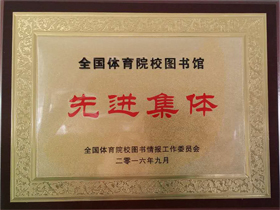 全国体育院校图书馆
先进集体
全国体育院校图书情报工作委员会
二零一六年九月